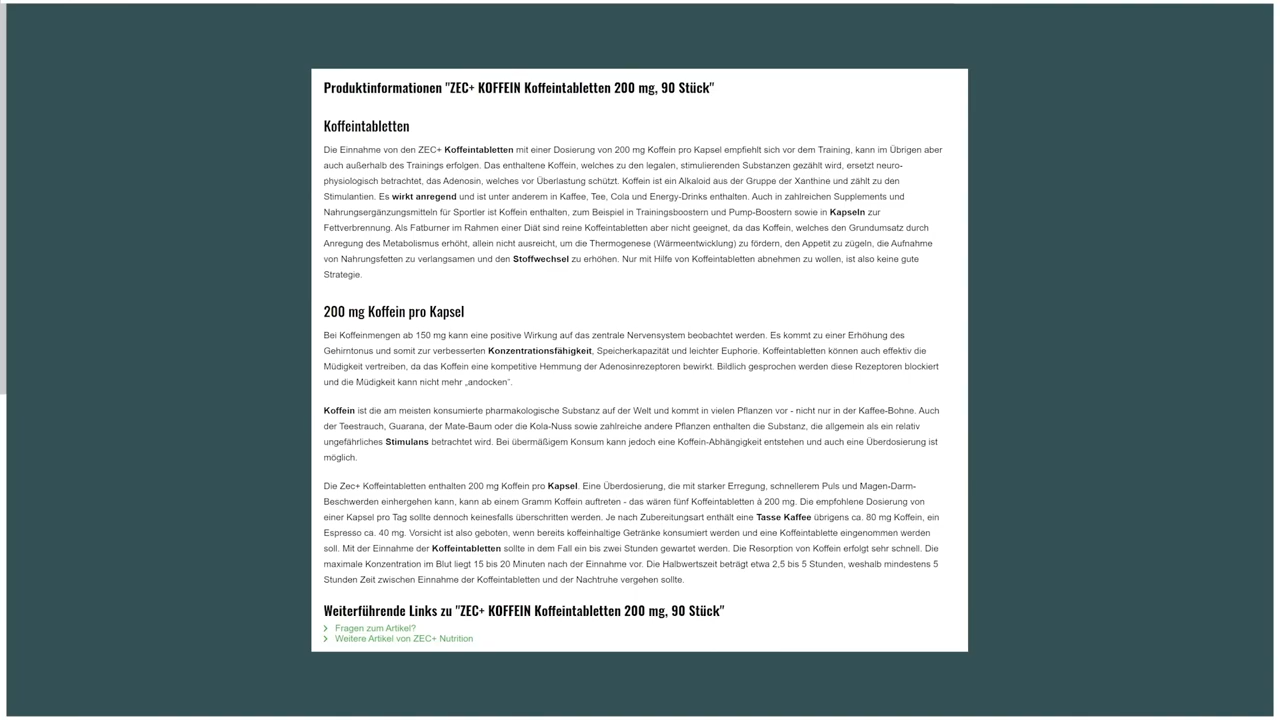 Produktinformationen "ZEC+ KOFFEIN Koffeintabletten 200 mg, 90 Stück"
Koffeintabletten
Die Einnahme von den ZEC+ Koffeintabletten mit einer Dosierung von 200 mg Koffein pro Kapsel empfiehlt sich vor dem Training, kann im Übrigen aber
auch außerhalb des Trainings erfolgen. Das enthaltene Koffein, welches zu den legalen, stimulierenden Substanzen gezählt wird, ersetzt neuro-
physiologisch betrachtet, das Adenosin, welches vor Überlastung schützt. Koffein ist ein Alkaloid aus der Gruppe der Xanthine und zählt zu den
Stimulantien. Es wirkt anregend und ist unter anderem in Kaffee, Tee, Cola und Energy-Drinks enthalten. Auch in zahlreichen Supplements und
Nahrungsergänzungsmitteln für Sportler ist Koffein enthalten, zum Beispiel in Trainingsboostern und Pump-Boostern sowie in Kapseln zur
Fettverbrennung. Als Fatburner im Rahmen einer Diät sind reine Koffeintabletten aber nicht geeignet, da das Koffein, welches den Grundumsatz durch
Anregung des Metabolismus erhöht, allein nicht ausreicht, um die Thermogenese (Wärmeentwicklung) zu fördern, den Appetit zu zügeln, die Aufnahme
von Nahrungsfetten zu verlangsamen und den Stoffwechsel zu erhöhen. Nur mit Hilfe von Koffeintabletten abnehmen zu wollen, ist also keine gute
Strategie.
200 mg Koffein pro Kapsel
Bei Koffeinmengen ab 150 mg kann eine positive Wirkung auf das zentrale Nervensystem beobachtet werden. Es kommt zu einer Erhöhung des
Gehirntonus und somit zur verbesserten Konzentrationsfähigkeit, Speicherkapazität und leichter Euphorie. Koffeintabletten können auch effektiv die
Müdigkeit vertreiben, da das Koffein eine kompetitive Hemmung der Adenosinrezeptoren bewirkt. Bildlich gesprochen werden diese Rezeptoren blockiert
und die Müdigkeit kann nicht mehr „andocken“.
Koffein ist die am meisten konsumierte pharmakologische Substanz auf der Welt und kommt in vielen Pflanzen vor - nicht nur in der Kaffee-Bohne. Auch
der Teestrauch, Guarana, der Mate-Baum oder die Kola-Nuss sowie zahlreiche andere Pflanzen enthalten die Substanz, die allgemein als ein relativ
ungefährliches Stimulans betrachtet wird. Bei übermäßigem Konsum kann jedoch eine Koffein-Abhängigkeit entstehen und auch eine Überdosierung ist
möglich.
Die Zec+ Koffeintabletten enthalten 200 mg Koffein pro Kapsel. Eine Überdosierung, die mit starker Erregung, schnellerem Puls und Magen-Darm-
Beschwerden einhergehen kann, kann ab einem Gramm Koffein auftreten - das wären fünf Koffeintabletten à 200 mg. Die empfohlene Dosierung von
einer Kapsel pro Tag sollte dennoch keinesfalls überschritten werden. Je nach Zubereitungsart enthält eine Tasse Kaffee übrigens ca. 80 mg Koffein, ein
Espresso ca. 40 mg. Vorsicht ist also geboten, wenn bereits koffeinhaltige Getränke konsumiert werden und eine Koffeintablette eingenommen werden
soll. Mit der Einnahme der Koffeintabletten sollte in dem Fall ein bis zwei Stunden gewartet werden. Die Resorption von Koffein erfolgt sehr schnell. Die
maximale Konzentration im Blut liegt 15 bis 20 Minuten nach der Einnahme vor. Die Halbwertszeit beträgt etwa 2,5 bis 5 Stunden, weshalb mindestens 5
Stunden Zeit zwischen Einnahme der Koffeintabletten und der Nachtruhe vergehen sollte.
Weiterführende Links zu "ZEC+ KOFFEIN Koffeintabletten 200 mg, 90 Stück"
Fragen zum Artikel?
Weitere Artikel von ZEC+ Nutrition